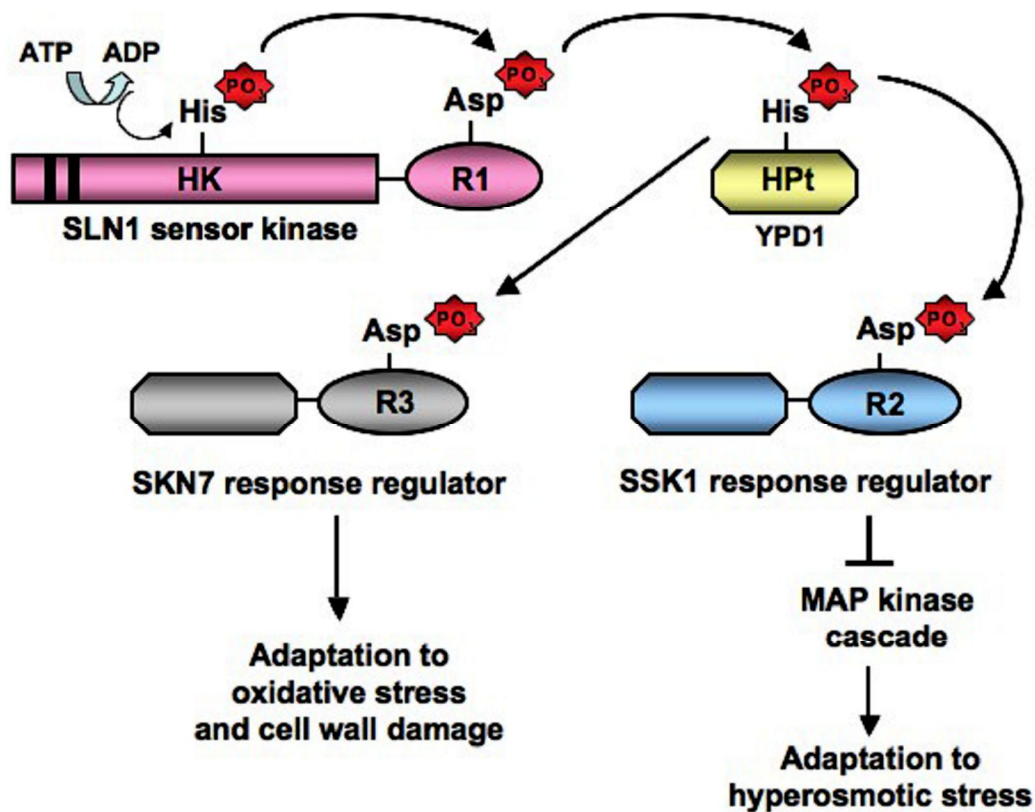 ATP ADP
PO3
PO3
PO3
His
Asp
His
HK
R1
HPt
SLN1 sensor kinase
YPD1
Asp
PO3
Asp
PO3
R3
R2
SKN7 response regulator
SSK1 response regulator
MAP kinase
cascade
Adaptation to
oxidative stress
and cell wall damage
Adaptation to
hyperosmotic stress